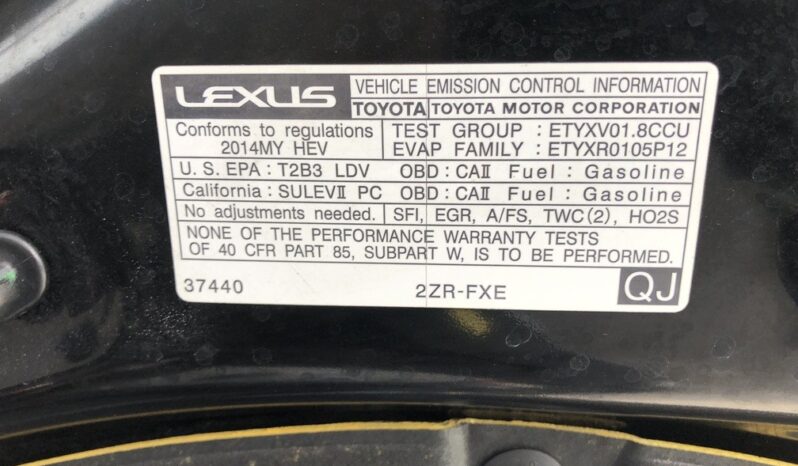 LEXUS VEHICLE EMISSION CONTROL INFORMATION
TOYOTA TOYOTA MOTOR CORPORATION
Conforms to regulations TEST GROUP : ETYXV01.8CCU
2014MY HEV EVAP FAMILY : ETYXR0105P12
U.S. EPA : T2B3 LDV OBD : CAII Fuel : Gasoline
California : SULEVII PC OBD : CAII Fuel : Gasoline
No adjustments needed. SFI, EGR, A/FS, TWC(2), HO2S
NONE OF THE PERFORMANCE WARRANTY TESTS
OF 40 CFR PART 85, SUBPART W, IS TO BE PERFORMED.
37440 2ZR-FXE QJ